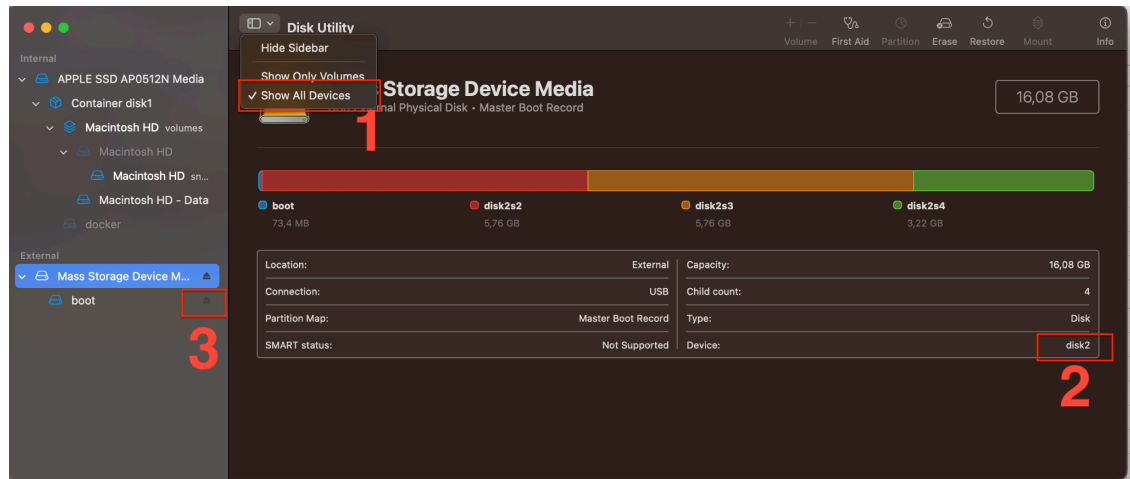 Disk Utility
Hide Sidebar
Show Only Volumes
✓ Show All Devices
1
Volume First Aid Partition Erase Restore Mount Info
Internal
APPLE SSD AP0512N Media
Container disk1
Macintosh HD volumes
Macintosh HD
Macintosh HD sn...
Macintosh HD - Data
docker
External
Mass Storage Device M...
boot
3
Storage Device Media
Physical Disk • Master Boot Record
16,08 GB
boot
73,4 MB
disk2s2
5,76 GB
disk2s3
5,76 GB
disk2s4
3,22 GB
Location: External
Capacity: 16,08 GB
Connection: USB
Child count: 4
Partition Map: Master Boot Record
Type: Disk
SMART status: Not Supported
Device: disk2
2